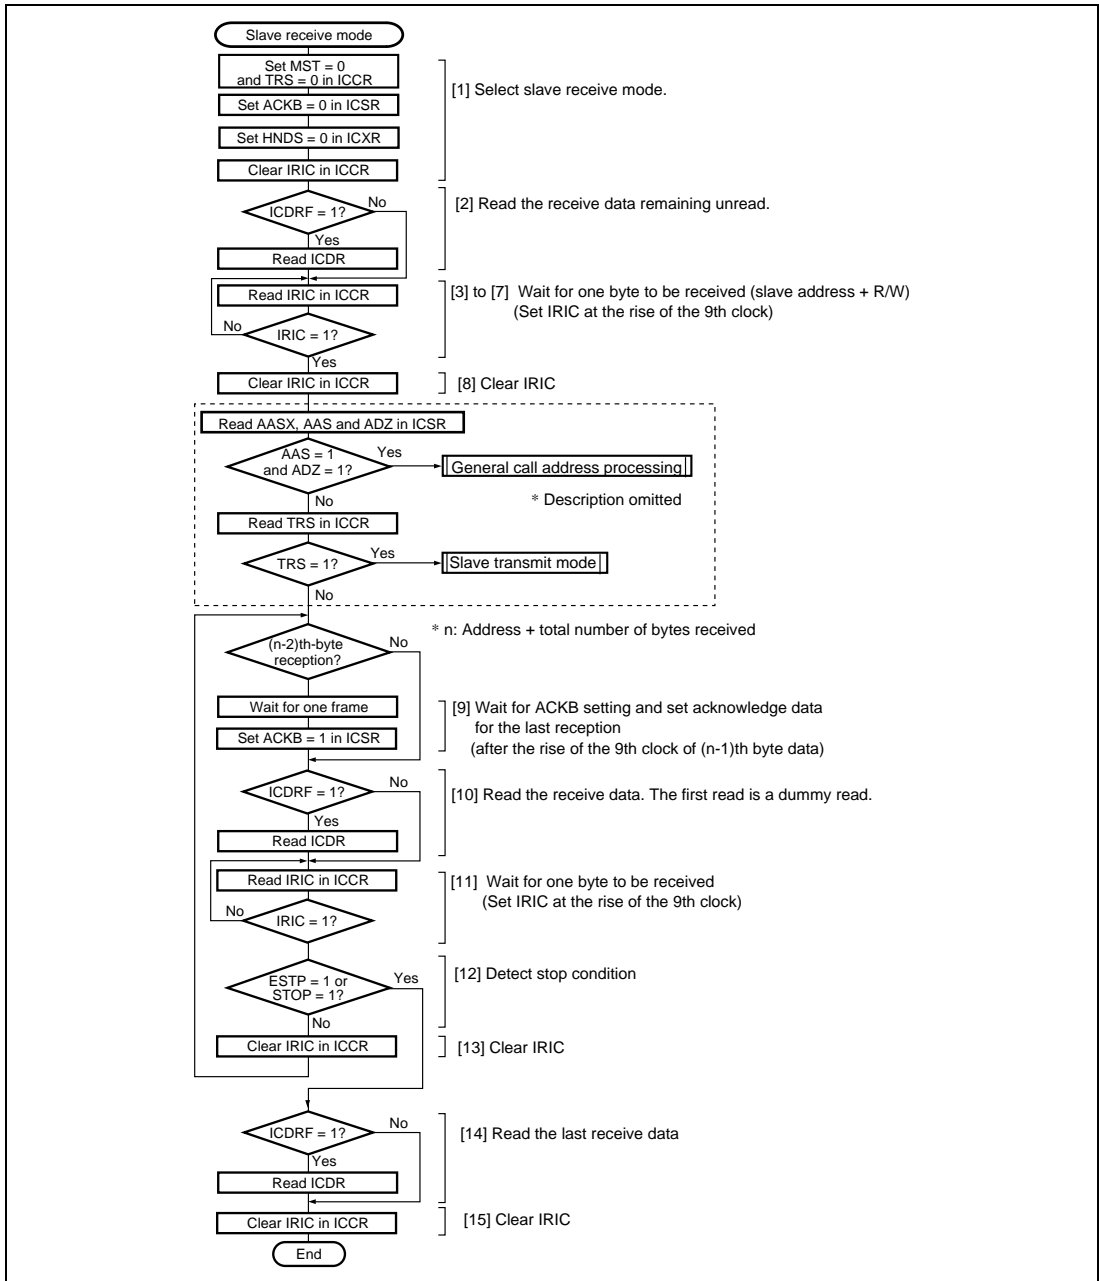 Slave receive mode
Set MST = 0
and TRS = 0 in ICCR
[1] Select slave receive mode.
Set ACKB = 0 in ICSR
Set HNDS = 0 in ICXR
Clear IRIC in ICCR
ICDRF = 1?
No
[2] Read the receive data remaining unread.
Yes
Read ICDR
Read IRIC in ICCR
[3] to [7] Wait for one byte to be received (slave address + R/W)
(Set IRIC at the rise of the 9th clock)
No
IRIC = 1?
Yes
Clear IRIC in ICCR
[8] Clear IRIC
Read AASX, AAS and ADZ in ICSR
AAS = 1
and ADZ = 1?
Yes
General call address processing
* Description omitted
No
Read TRS in ICCR
TRS = 1?
Yes
Slave transmit mode
No
* n: Address + total number of bytes received
(n-2)th-byte
reception?
No
Wait for one frame
[9] Wait for ACKB setting and set acknowledge data
for the last reception
(after the rise of the 9th clock of (n-1)th byte data)
Set ACKB = 1 in ICSR
ICDRF = 1?
No
[10] Read the receive data. The first read is a dummy read.
Yes
Read ICDR
Read IRIC in ICCR
[11] Wait for one byte to be received
(Set IRIC at the rise of the 9th clock)
No
IRIC = 1?
ESTP = 1 or
STOP = 1?
Yes
[12] Detect stop condition
No
Clear IRIC in ICCR
[13] Clear IRIC
ICDRF = 1?
No
[14] Read the last receive data
Yes
Read ICDR
Clear IRIC in ICCR
[15] Clear IRIC
End